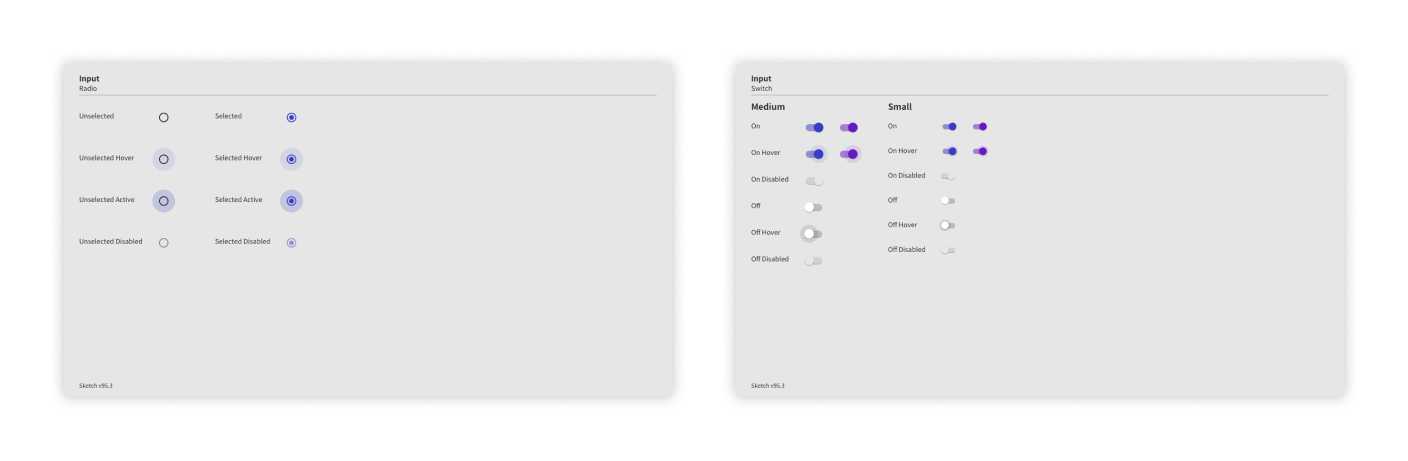 Input
Radio
Unselected
Selected
Unselected Hover
Selected Hover
Unselected Active
Selected Active
Unselected Disabled
Selected Disabled
Sketch v95.3
Input
Switch
Medium
On
On Hover
On Disabled
Off
Off Hover
Off Disabled
Small
On
On Hover
On Disabled
Off
Off Hover
Off Disabled
Sketch v95.3